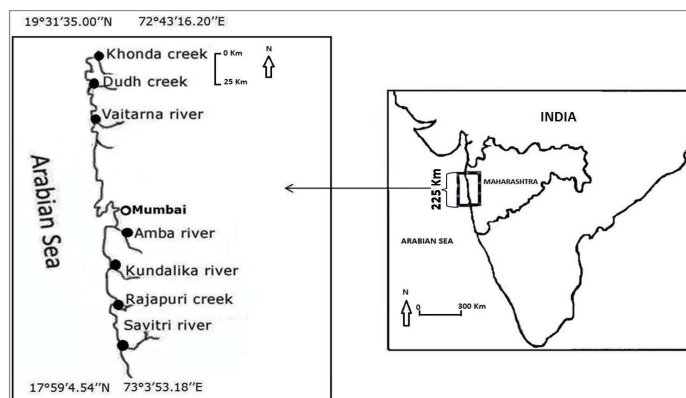 19°31'35.00''N 72°43'16.20''E
Khonda creek
0 Km
N
Dudh creek
25 Km
Vaitarna river
Arabian Sea
Mumbai
Amba river
Kundalika river
Rajapuri creek
Savitri river
17°59'4.54''N 73°3'53.18''E
INDIA
MAHARASHTRA
225 Km
ARABIAN SEA
N
0 300 Km